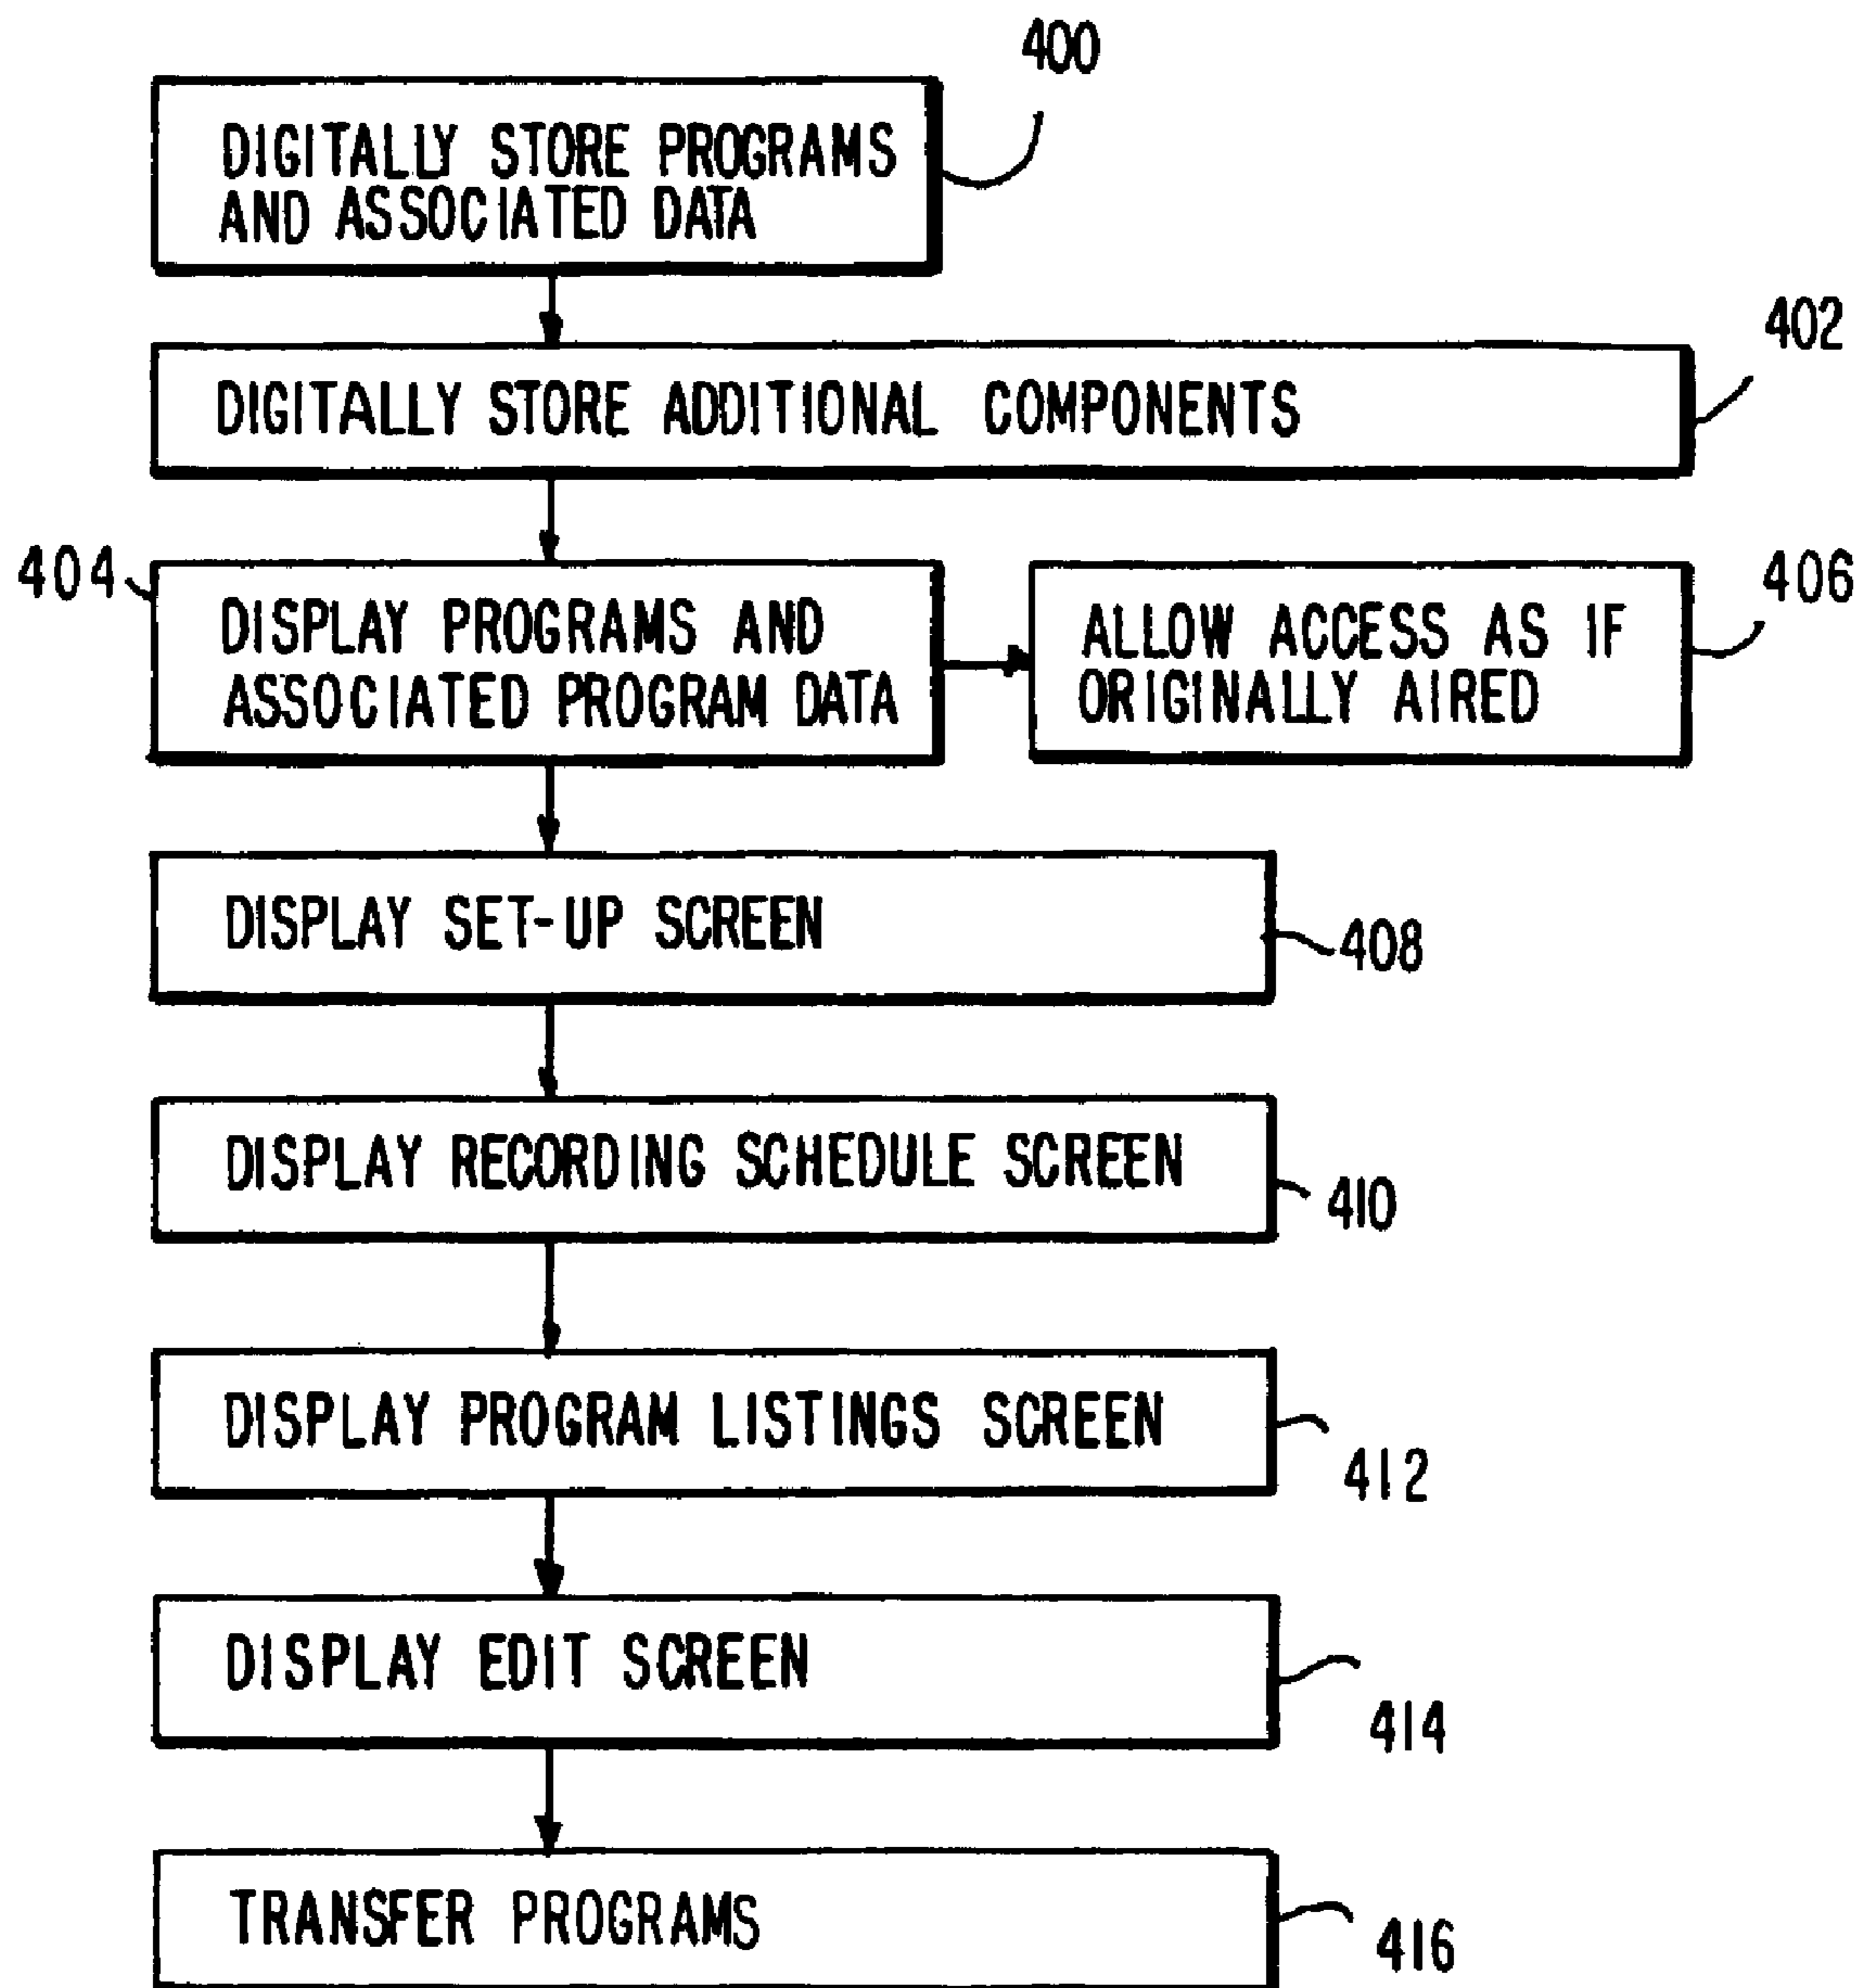 400
DIGITALLY STORE PROGRAMS
AND ASSOCIATED DATA
402
DIGITALLY STORE ADDITIONAL COMPONENTS
404
DISPLAY PROGRAMS AND
ASSOCIATED PROGRAM DATA
406
ALLOW ACCESS AS IF
ORIGINALLY AIRED
DISPLAY SET-UP SCREEN
408
DISPLAY RECORDING SCHEDULE SCREEN
410
DISPLAY PROGRAM LISTINGS SCREEN
412
DISPLAY EDIT SCREEN
414
TRANSFER PROGRAMS
416